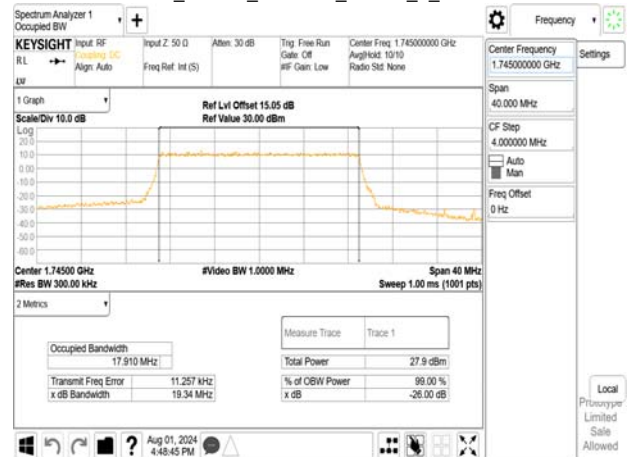 Spectrum Analyzer 1
Occupied BW
Frequency
KEYSIGHT Input: RF Input Z: 50 Ω Atten: 30 dB Trig: Free Run Center Freq: 1.745000000 GHz
Coupling: DC Gate: Off Avg|Hold: 10/10
RL Align: Auto Freq Ref: Int (S) #IF Gain: Low Radio Std: None
Center Frequency
1.745000000 GHz
Settings
Span
40.000 MHz
CF Step
4.000000 MHz
Auto
Man
Freq Offset
0 Hz
1 Graph
Ref Lvl Offset 15.05 dB
Scale/Div 10.0 dB Ref Value 30.00 dBm
Log
20.0
10.0
0.00
-10.0
-20.0
-30.0
-40.0
-50.0
-60.0
Center 1.74500 GHz #Video BW 1.0000 MHz Span 40 MHz
#Res BW 300.00 kHz Sweep 1.00 ms (1001 pts)
2 Metrics
Measure Trace Trace 1
Occupied Bandwidth
17.910 MHz
Total Power 27.9 dBm
Transmit Freq Error 11.257 kHz % of OBW Power 99.00 %
x dB Bandwidth 19.34 MHz x dB -26.00 dB
Local
Prototype
Limited
Sale
Allowed
?
Aug 01, 2024
4:48:45 PM